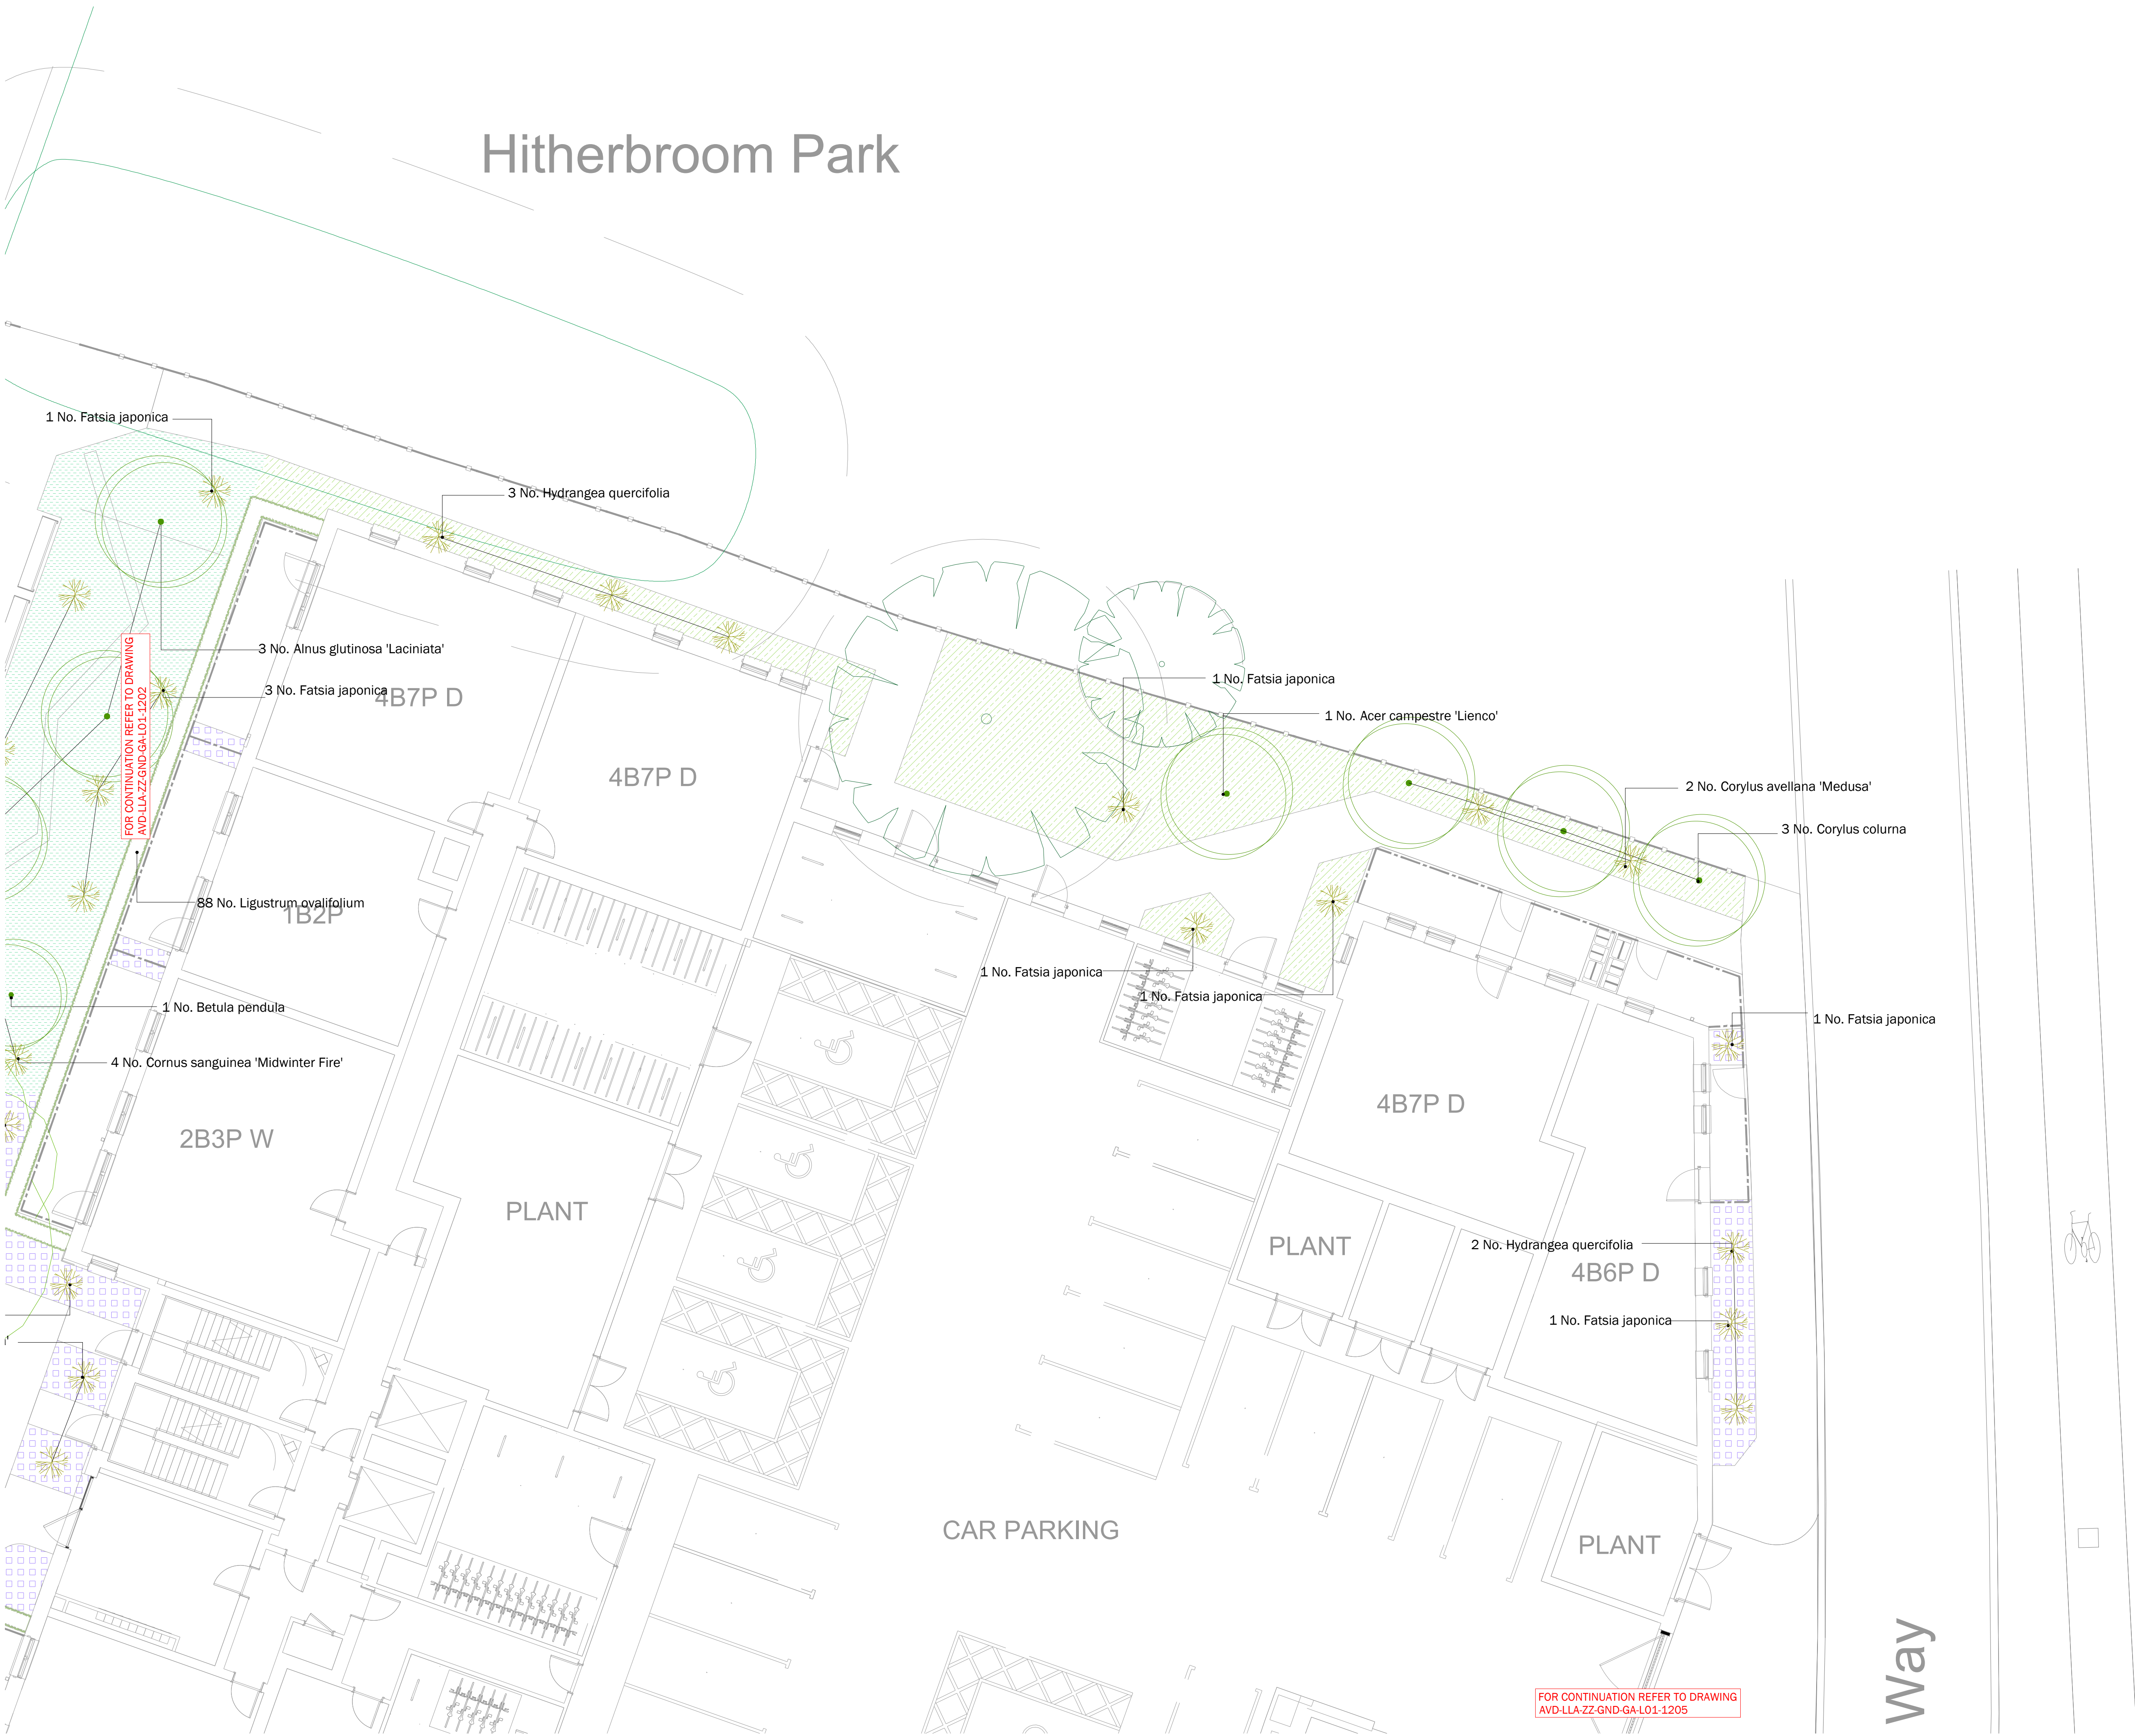 Hitherbroom Park
1 No. Fatsia japonica
3 No. Hydrangea quercifolia
3 No. Alnus glutinosa 'Laciniata'
3 No. Fatsia japonica
4B7P D
FOR CONTINUATION REFER TO DRAWING
AVD-LLA-ZZ-GND-GA-L01-1202
1 No. Fatsia japonica
1 No. Acer campestre 'Lienco'
4B7P D
2 No. Corylus avellana 'Medusa'
3 No. Corylus colurna
88 No. Ligustrum ovalifolium
1B2P
1 No. Fatsia japonica
1 No. Fatsia japonica
1 No. Betula pendula
1 No. Fatsia japonica
4 No. Cornus sanguinea 'Midwinter Fire'
4B7P D
2B3P W
PLANT
PLANT
2 No. Hydrangea quercifolia
4B6P D
1 No. Fatsia japonica
CAR PARKING
PLANT
Way
FOR CONTINUATION REFER TO DRAWING
AVD-LLA-ZZ-GND-GA-L01-1205